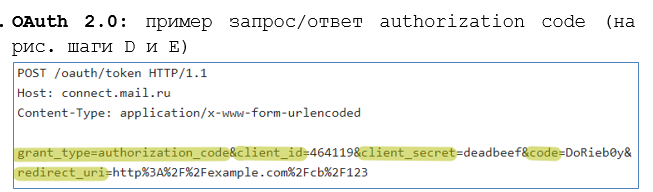 . OAuth 2.0: пример запрос/ответ authorization code (на
рис. шаги D и E)
POST /oauth/token HTTP/1.1
Host: connect.mail.ru
Content-Type: application/x-www-form-urlencoded
grant_type=authorization_code&client_id=464119&client_secret=deadbeef&code=DoRieb0y&
redirect_uri=http%3A%2F%2Fexample.com%2Fcb%2F123